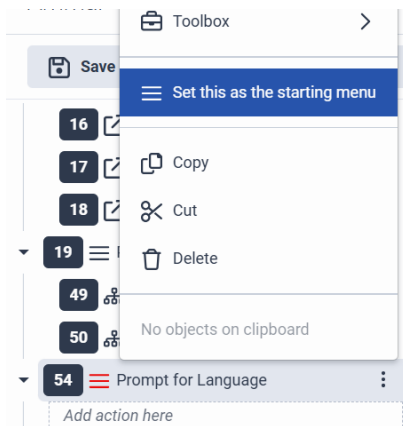 Toolbox
Save
Set this as the starting menu
16
17
Copy
18
Cut
19
Delete
49
50
No objects on clipboard
54 Prompt for Language
Add action here